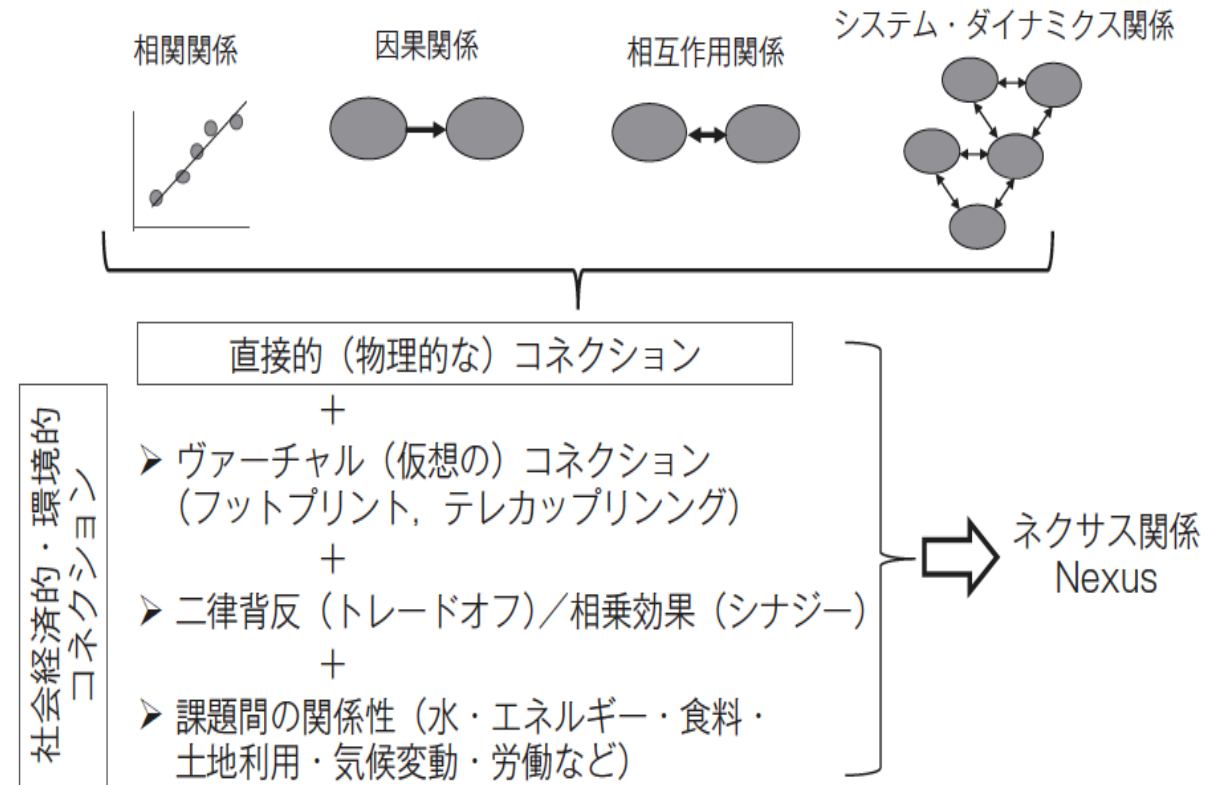 相関関係
因果関係
相互作用関係
システム・ダイナミクス関係
直接的（物理的な）コネクション
＋
➢ ヴァーチャル（仮想の）コネクション
（フットプリント，テレカップリンング）
＋
➢ 二律背反（トレードオフ）／相乗効果（シナジー）
＋
➢ 課題間の関係性（水・エネルギー・食料・
土地利用・気候変動・労働など）
社会経済的・環境的
コネクション
ネクサス関係
Nexus